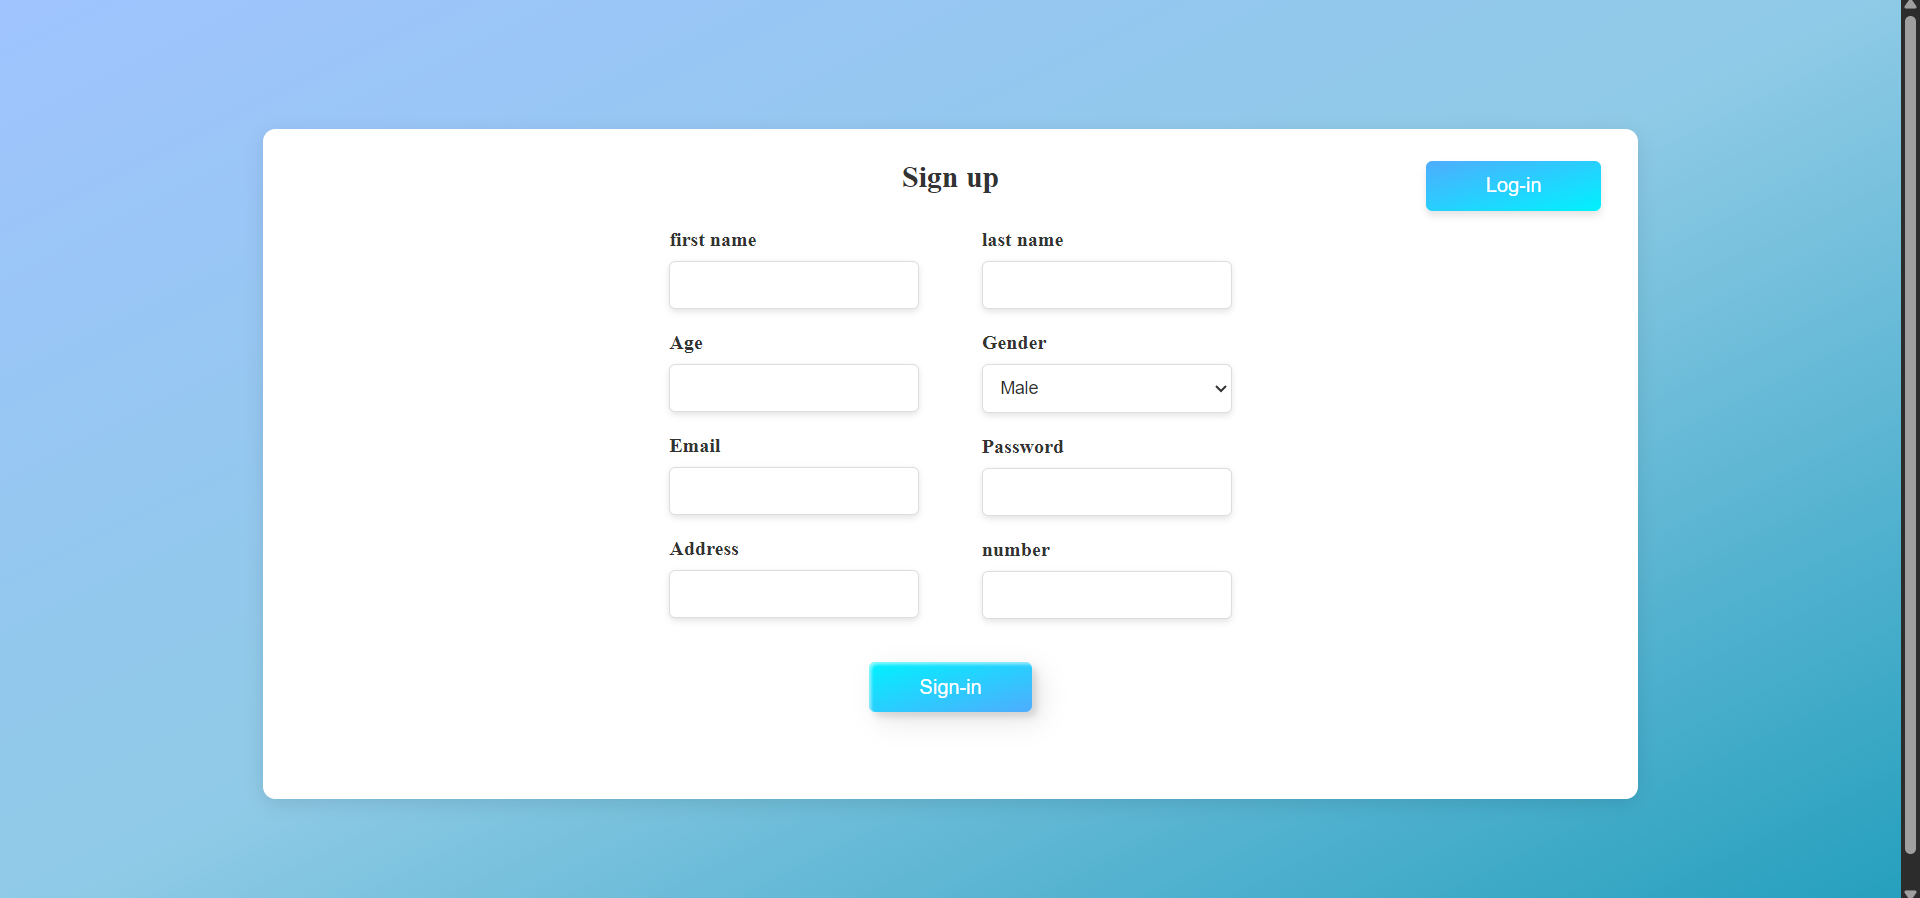 Sign up
Log-in
first name
last name
Age
Gender
Male
Email
Password
Address
number
Sign-in